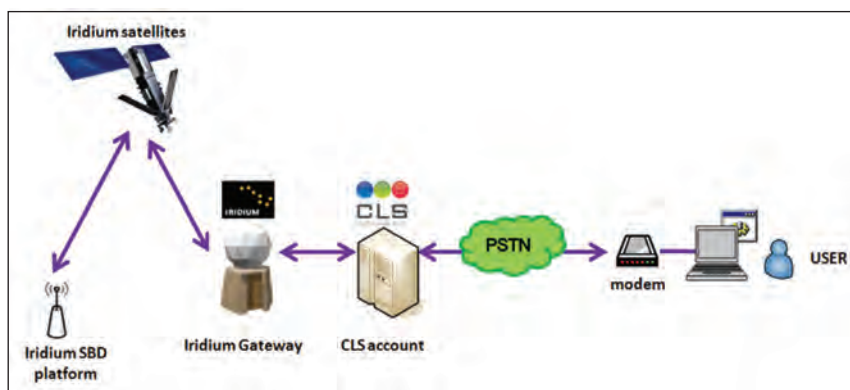 Iridium satellites
IRIDIUM
CLS
PSTN
USER
modem
Iridium Gateway
CLS account
Iridium SBD
platform